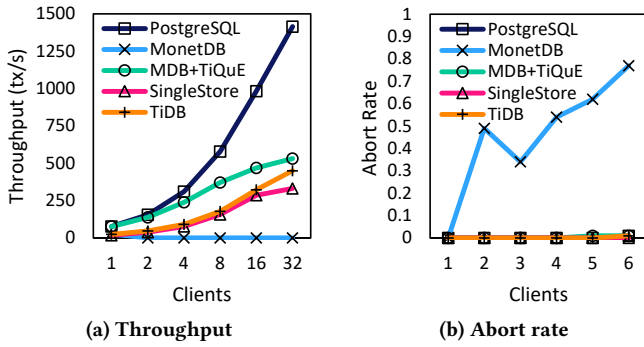 1500
1250
1000
750
500
250
0
Throughput (tx/s)
PostgreSQL
MonetDB
MDB+TiQuE
SingleStore
TiDB
1 2 4 8 16 32
Clients
(a) Throughput
1
0.9
0.8
0.7
0.6
0.5
0.4
0.3
0.2
0.1
0
Abort Rate
PostgreSQL
MonetDB
MDB+TiQuE
SingleStore
TiDB
1 2 3 4 5 6
Clients
(b) Abort rate